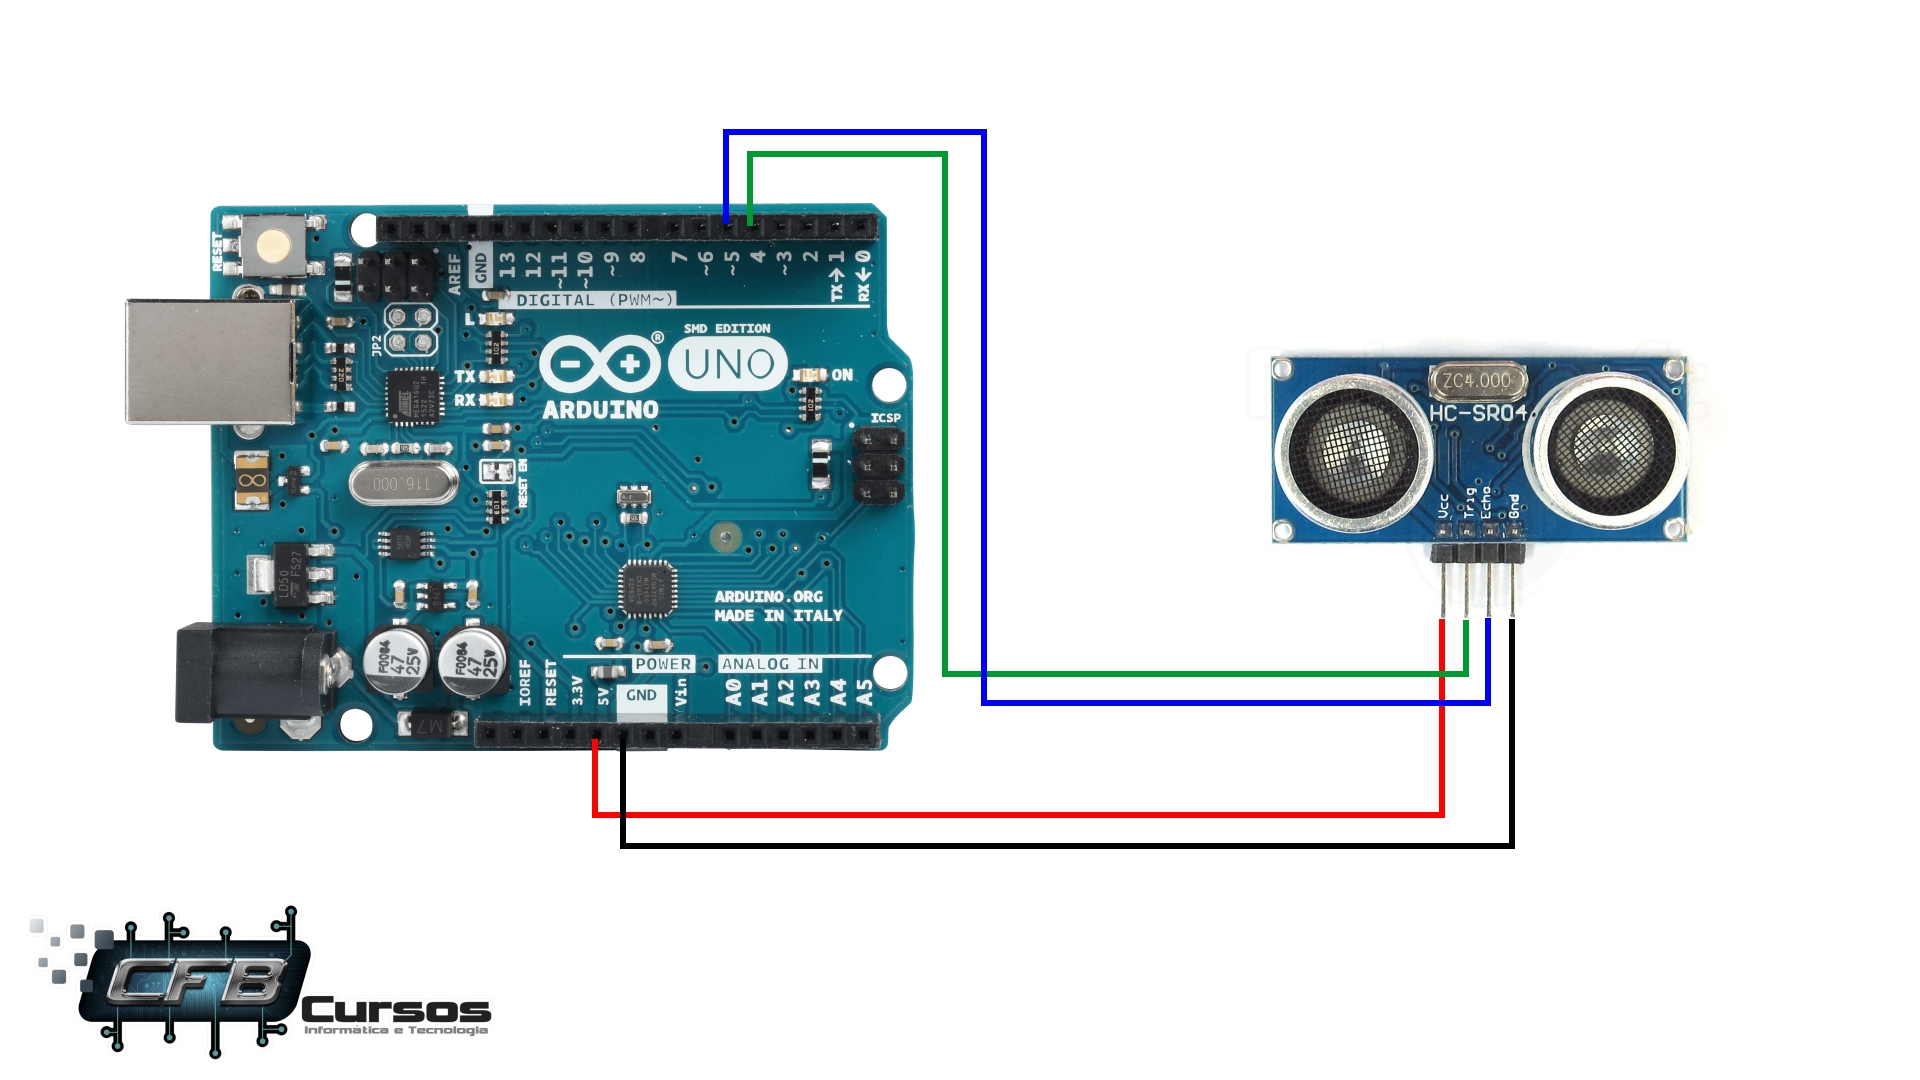 RESET
AREF
GND
13
12
~11
~10
~9
8
7
~6
~5
4
~3
2
TX→1
RX←0
DIGITAL (PWM~)
L
JP2
TX
RX
SMD EDITION
UNO
®
ARDUINO
ON
ICSP
RESET EN
T16.000
ARDUINO.ORG
MADE IN ITALY
F0084
47
25V
F0084
47
25V
M7
POWER
ANALOG IN
IOREF
RESET
3.3V
5V
GND
Vin
A0
A1
A2
A3
A4
A5
ZC4.000
HC-SR04
Vcc
Trig
Echo
Gnd
CFB
Cursos
Informática e Tecnologia